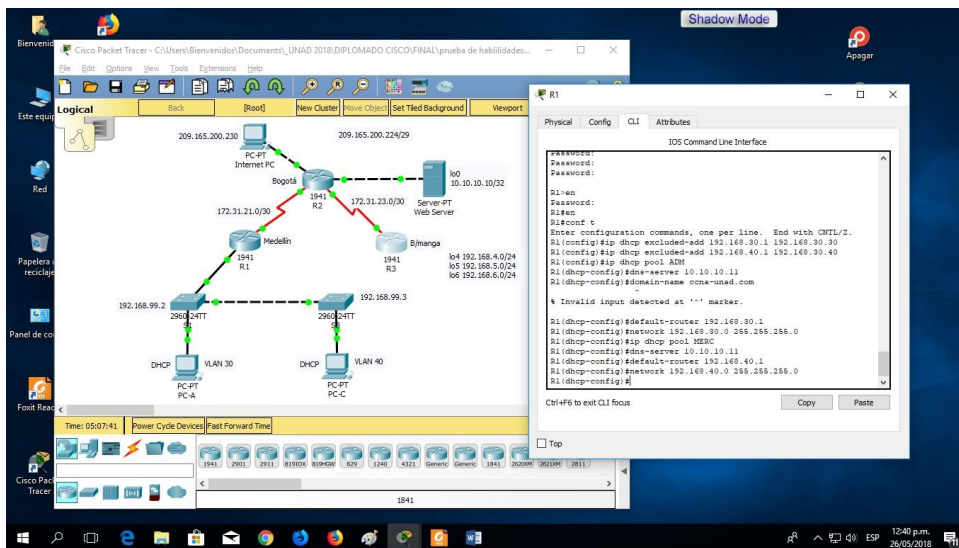 Shadow Mode
Bienvenid
Este equip
Red
Papelera
reciclaje
Panel de co
Foxit Read
Cisco Pack
Tracer
Apagar
Cisco Packet Tracer - C:\Users\Bienvenidos\Documents\_UNAD 2018\DIPLOMADO CISCO\FINAL\prueba de hablilidades...
File Edit Options View Tools Extensions Help
Logical Back [Root] New Cluster Move Object Set Tiled Background Viewport
209.165.200.230
209.165.200.224/29
PC-PT
Internet PC
Bogotá
1941
R2
lo0
10.10.10.10/32
Server-PT
Web Server
172.31.21.0/30
172.31.23.0/30
Medellín
1941
R1
B/manga
1941
R3
lo4 192.168.4.0/24
lo5 192.168.5.0/24
lo6 192.168.6.0/24
192.168.99.2
192.168.99.3
2960-24TT
S1
2960-24TT
DHCP
VLAN 30
DHCP
VLAN 40
PC-PT
PC-A
PC-PT
PC-C
Time: 05:07:41 Power Cycle Devices Fast Forward Time
1941 2901 2911 819IOX 819HGW 829 1240 4321 Generic Generic 1841 2620XM 2621XM 2811
1841
R1
Physical Config CLI Attributes
IOS Command Line Interface
Password:
Password:
Password:
R1>en
Password:
R1#en
R1#conf t
Enter configuration commands, one per line. End with CNTL/Z.
R1(config)#ip dhcp excluded-add 192.168.30.1 192.168.30.30
R1(config)#ip dhcp excluded-add 192.168.40.1 192.168.30.40
R1(config)#ip dhcp pool ADM
R1(dhcp-config)#dns-server 10.10.10.11
R1(dhcp-config)#domain-name ccna-unad.com
^
% Invalid input detected at '^' marker.
R1(dhcp-config)#default-router 192.168.30.1
R1(dhcp-config)#network 192.168.30.0 255.255.255.0
R1(dhcp-config)#ip dhcp pool MERC
R1(dhcp-config)#dns-server 10.10.10.11
R1(dhcp-config)#default-router 192.168.40.1
R1(dhcp-config)#network 192.168.40.0 255.255.255.0
R1(dhcp-config)#
Ctrl+F6 to exit CLI focus Copy Paste
Top
ESP
12:40 p.m.
26/05/2018